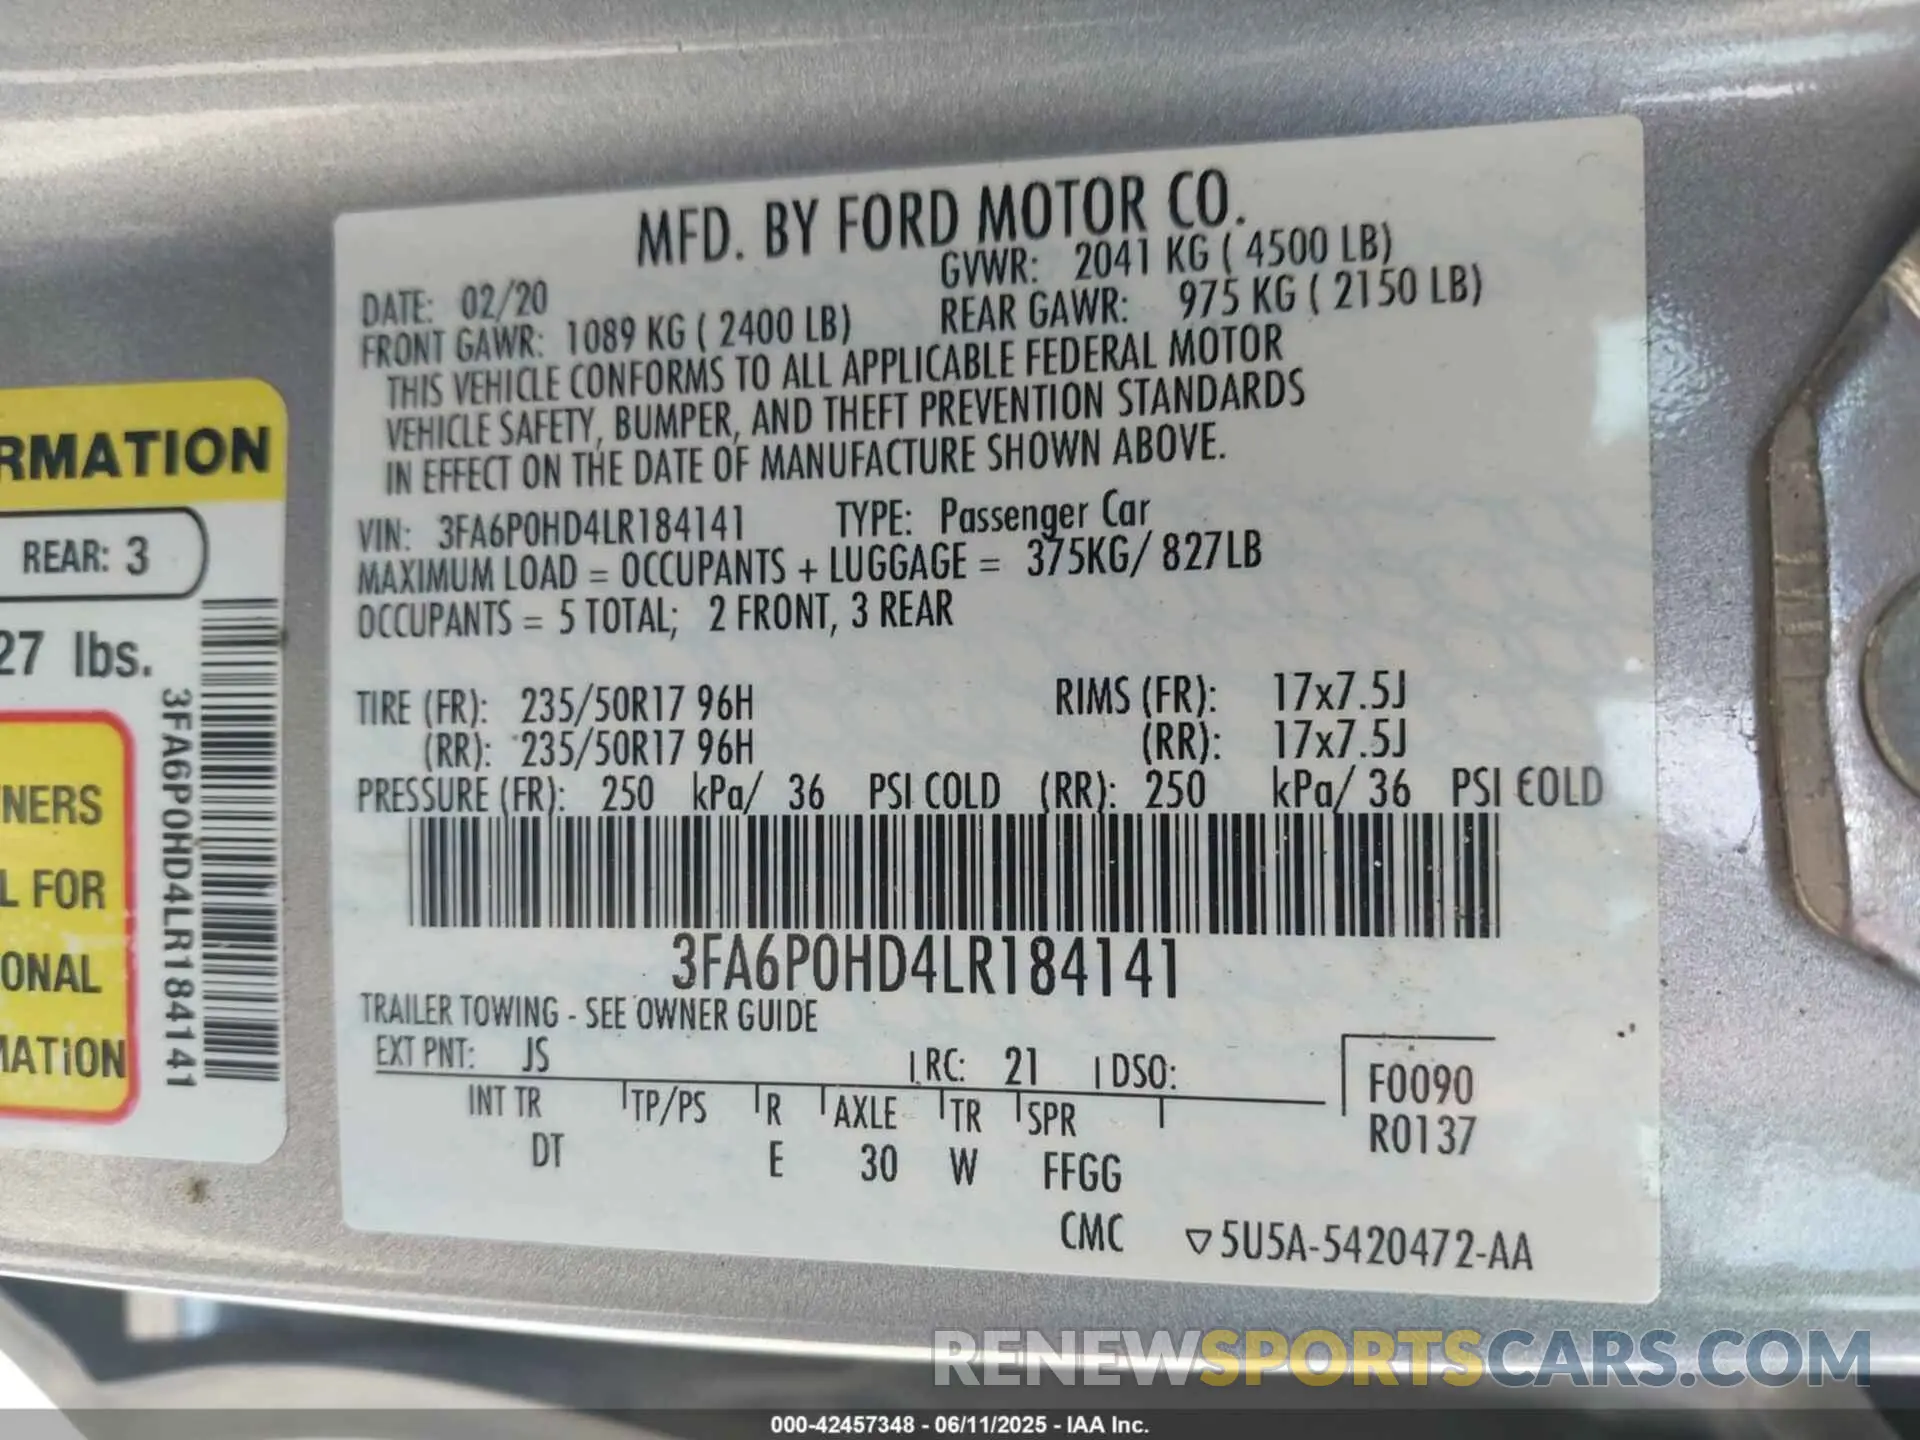 MFD. BY FORD MOTOR CO.
DATE: 02/20 GVWR: 2041 KG ( 4500 LB)
FRONT GAWR: 1089 KG ( 2400 LB) REAR GAWR: 975 KG ( 2150 LB)
THIS VEHICLE CONFORMS TO ALL APPLICABLE FEDERAL MOTOR
VEHICLE SAFETY, BUMPER, AND THEFT PREVENTION STANDARDS
IN EFFECT ON THE DATE OF MANUFACTURE SHOWN ABOVE.
VIN: 3FA6P0HD4LR184141 TYPE: Passenger Car
MAXIMUM LOAD = OCCUPANTS + LUGGAGE = 375KG/ 827LB
OCCUPANTS = 5 TOTAL; 2 FRONT, 3 REAR
TIRE (FR): 235/50R17 96H RIMS (FR): 17x7.5J
(RR): 235/50R17 96H (RR): 17x7.5J
PRESSURE (FR): 250 kPa/ 36 PSI COLD (RR): 250 kPa/ 36 PSI COLD
3FA6P0HD4LR184141
TRAILER TOWING - SEE OWNER GUIDE
EXT PNT: JS RC: 21 DSO:
F0090
R0137
INT TR TP/PS R AXLE TR SPR
DT E 30 W FFGG
CMC ▽5U5A-5420472-AA
RMATION
REAR: 3
27 lbs.
3FA6P0HD4LR184141
NERS
L FOR
ONAL
MATION
RENEWSPORTSCARS.COM
000-42457348 - 06/11/2025 - IAA Inc.